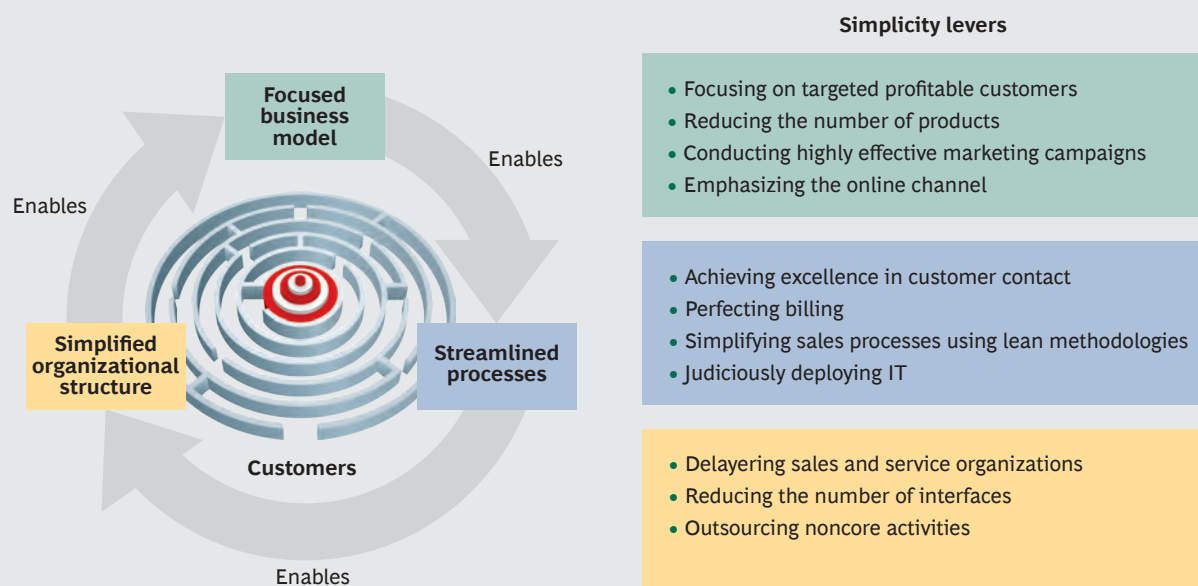 Simplicity levers
Focused
business
model
Enables
Enables
Simplified
organizational
structure
Streamlined
processes
Customers
Enables
• Focusing on targeted profitable customers
• Reducing the number of products
• Conducting highly effective marketing campaigns
• Emphasizing the online channel
• Achieving excellence in customer contact
• Perfecting billing
• Simplifying sales processes using lean methodologies
• Judiciously deploying IT
• Delayering sales and service organizations
• Reducing the number of interfaces
• Outsourcing noncore activities